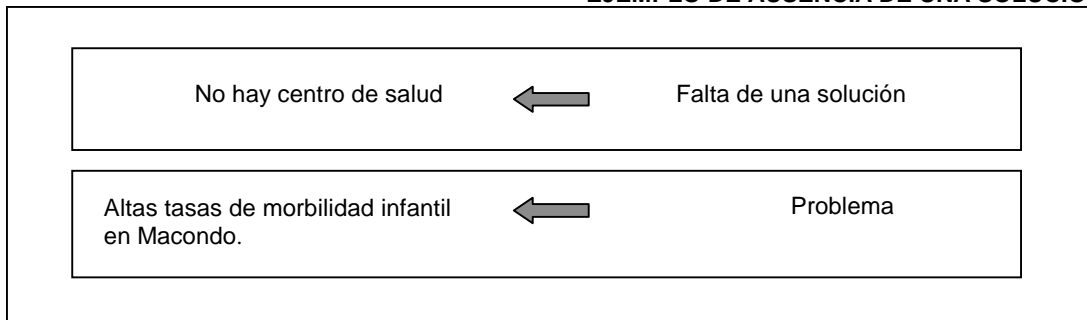 No hay centro de salud
Falta de una solución
Altas tasas de morbilidad infantil
en Macondo.
Problema